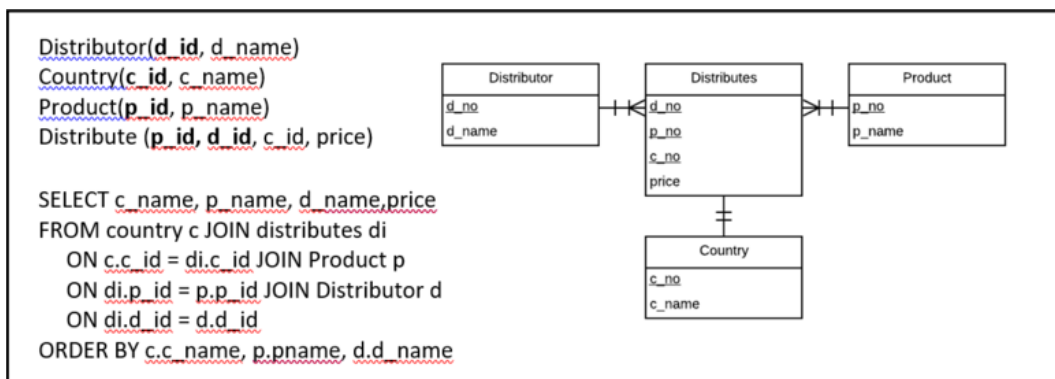 Distributor(d_id, d_name)
Country(c_id, c_name)
Product(p_id, p_name)
Distribute (p_id, d_id, c_id, price)
SELECT c_name, p_name, d_name,price
FROM country c JOIN distributes di
ON c.c_id = di.c_id JOIN Product p
ON di.p_id = p.p_id JOIN Distributor d
ON di.d_id = d.d_id
ORDER BY c.c_name, p.pname, d.d_name
Distributor
d_no
d_name
Distributes
d_no
p_no
c_no
price
Product
p_no
p_name
Country
c_no
c_name